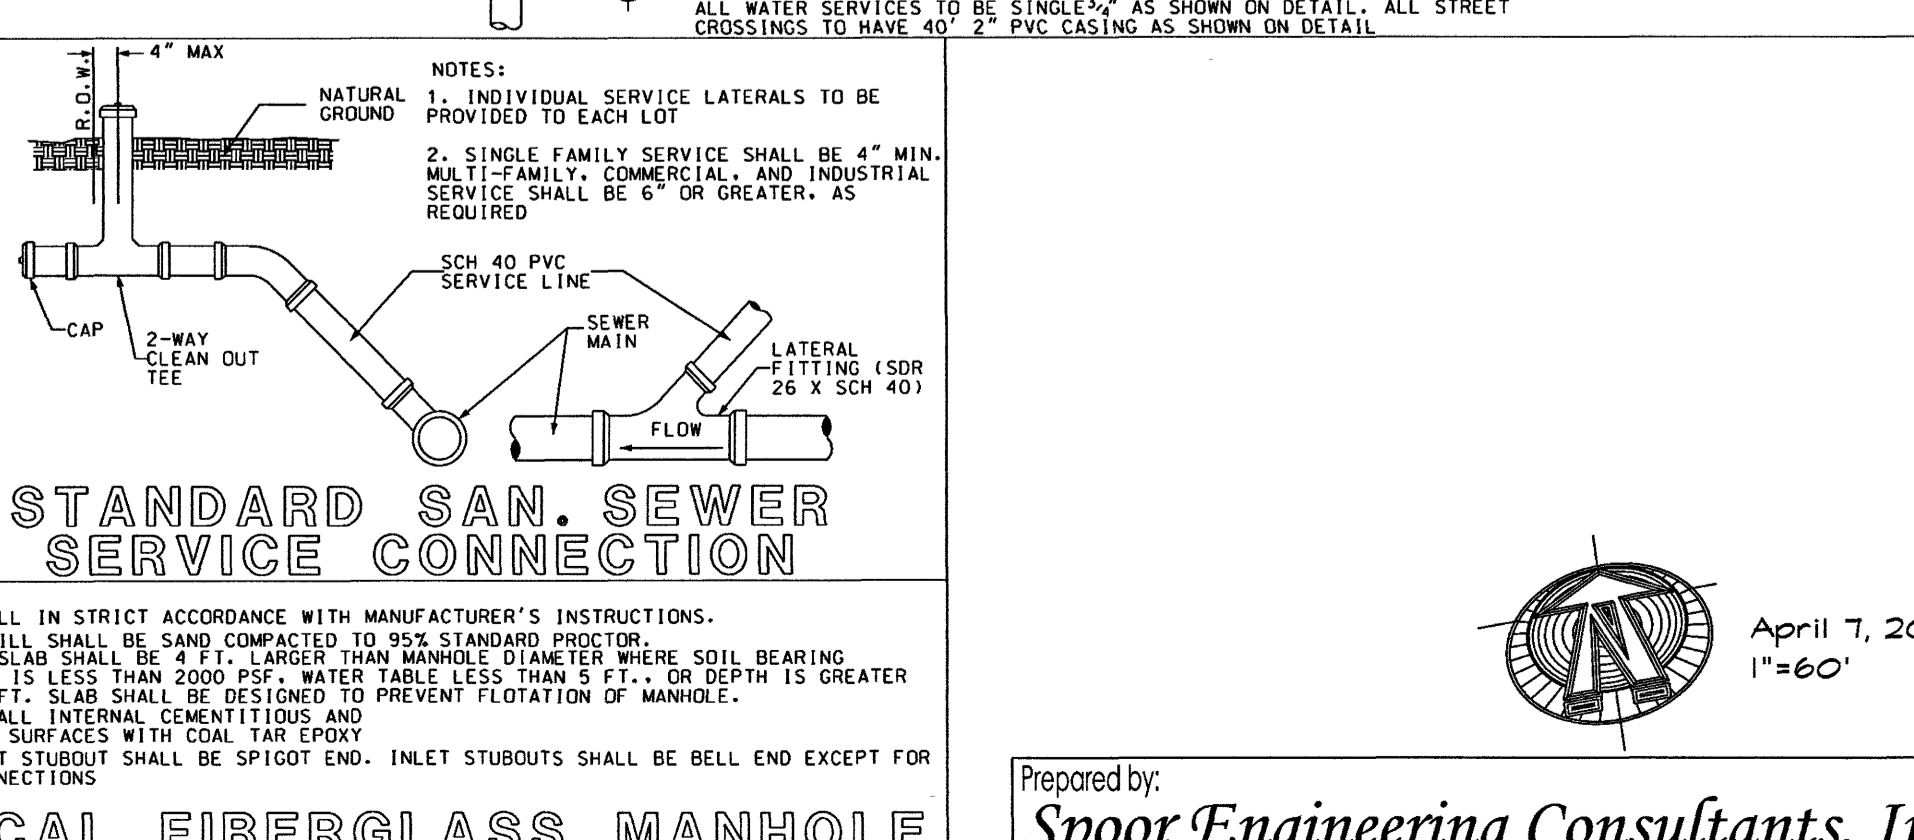 ALL WATER SERVICES TO BE SINGLE 3/4" AS SHOWN ON DETAIL. ALL STREET
CROSSINGS TO HAVE 40' 2" PVC CASING AS SHOWN ON DETAIL
4" MAX
R.O.W.
NATURAL
GROUND
NOTES:
1. INDIVIDUAL SERVICE LATERALS TO BE
PROVIDED TO EACH LOT
2. SINGLE FAMILY SERVICE SHALL BE 4" MIN.
MULTI-FAMILY, COMMERCIAL, AND INDUSTRIAL
SERVICE SHALL BE 6" OR GREATER, AS
REQUIRED
SCH 40 PVC
SERVICE LINE
CAP
2-WAY
CLEAN OUT
TEE
SEWER
MAIN
LATERAL
FITTING (SDR
26 X SCH 40)
FLOW
STANDARD SAN. SEWER
SERVICE CONNECTION
LL IN STRICT ACCORDANCE WITH MANUFACTURER'S INSTRUCTIONS.
ILL SHALL BE SAND COMPACTED TO 95% STANDARD PROCTOR.
SLAB SHALL BE 4 FT. LARGER THAN MANHOLE DIAMETER WHERE SOIL BEARING
IS LESS THAN 2000 PSF, WATER TABLE LESS THAN 5 FT., OR DEPTH IS GREATER
FT. SLAB SHALL BE DESIGNED TO PREVENT FLOTATION OF MANHOLE.
ALL INTERNAL CEMENTITIOUS AND
SURFACES WITH COAL TAR EPOXY
T STUBOUT SHALL BE SPIGOT END. INLET STUBOUTS SHALL BE BELL END EXCEPT FOR
NECTIONS
CAL FIBERGLASS MANHOLE
N
April 7, 20
1"=60'
Prepared by:
Spoor Engineering Consultants, In